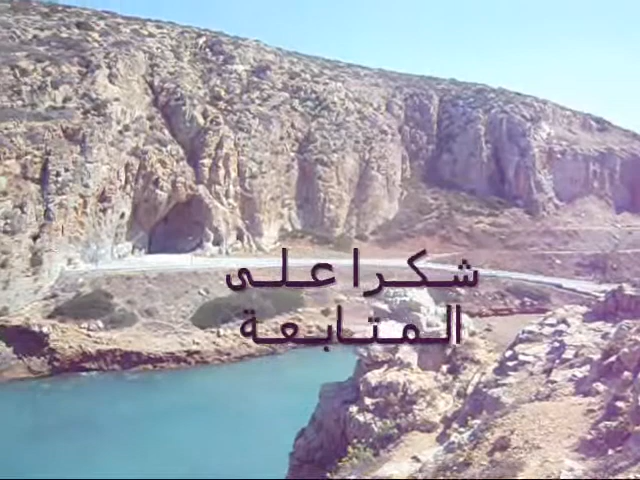 شكرا على
المتابعة